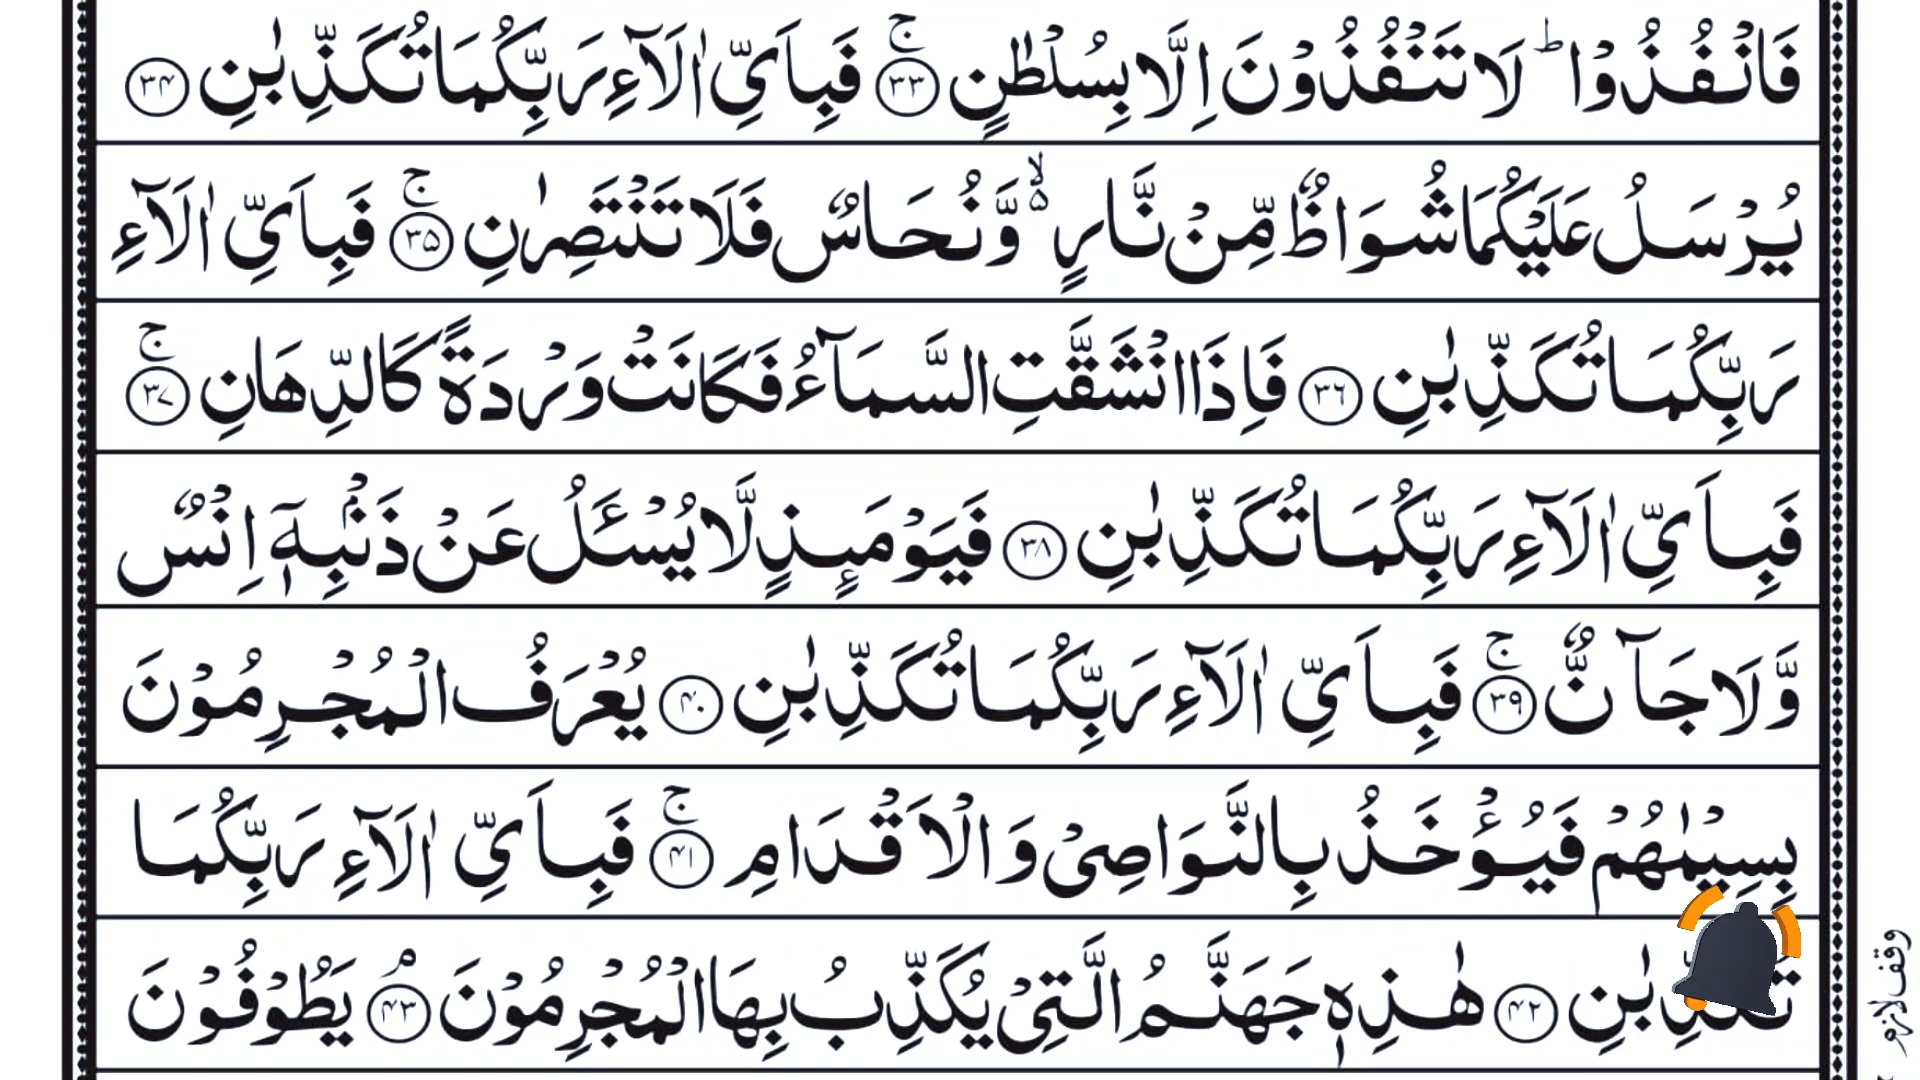 فَانْفُذُوْا ؕ لَا تَنْفُذُوْنَ اِلَّا بِسُلْطٰنٍ ۚ ﴿۳۳﴾ فَبِاَیِّ اٰلَآءِ رَبِّكُمَا تُكَذِّبٰنِ ﴿۳۴﴾
یُرْسَلُ عَلَیْكُمَا شُوَاظٌ مِّنْ نَّارٍ ۙ۬ وَّ نُحَاسٌ فَلَا تَنْتَصِرٰنِ ۚ ﴿۳۵﴾ فَبِاَیِّ اٰلَآءِ
رَبِّكُمَا تُكَذِّبٰنِ ﴿۳۶﴾ فَاِذَا انْشَقَّتِ السَّمَآءُ فَكَانَتْ وَرْدَةً كَالدِّهَانِ ۚ ﴿۳۷﴾
فَبِاَیِّ اٰلَآءِ رَبِّكُمَا تُكَذِّبٰنِ ﴿۳۸﴾ فَیَوْمَىِٕذٍ لَّا یُسْـَٔلُ عَنْ ذَنْۢبِهٖۤ اِنْسٌ
وَّ لَا جَآنٌّ ۚ ﴿۳۹﴾ فَبِاَیِّ اٰلَآءِ رَبِّكُمَا تُكَذِّبٰنِ ﴿۴۰﴾ یُعْرَفُ الْمُجْرِمُوْنَ
بِسِیْمٰىهُمْ فَیُؤْخَذُ بِالنَّوَاصِیْ وَ الْاَقْدَامِ ۚ ﴿۴۱﴾ فَبِاَیِّ اٰلَآءِ رَبِّكُمَا
تُكَذِّبٰنِ ﴿۴۲﴾ هٰذِهٖ جَهَنَّمُ الَّتِیْ یُكَذِّبُ بِهَا الْمُجْرِمُوْنَ ۘ ﴿۴۳﴾ یَطُوْفُوْنَ
وقف لازم